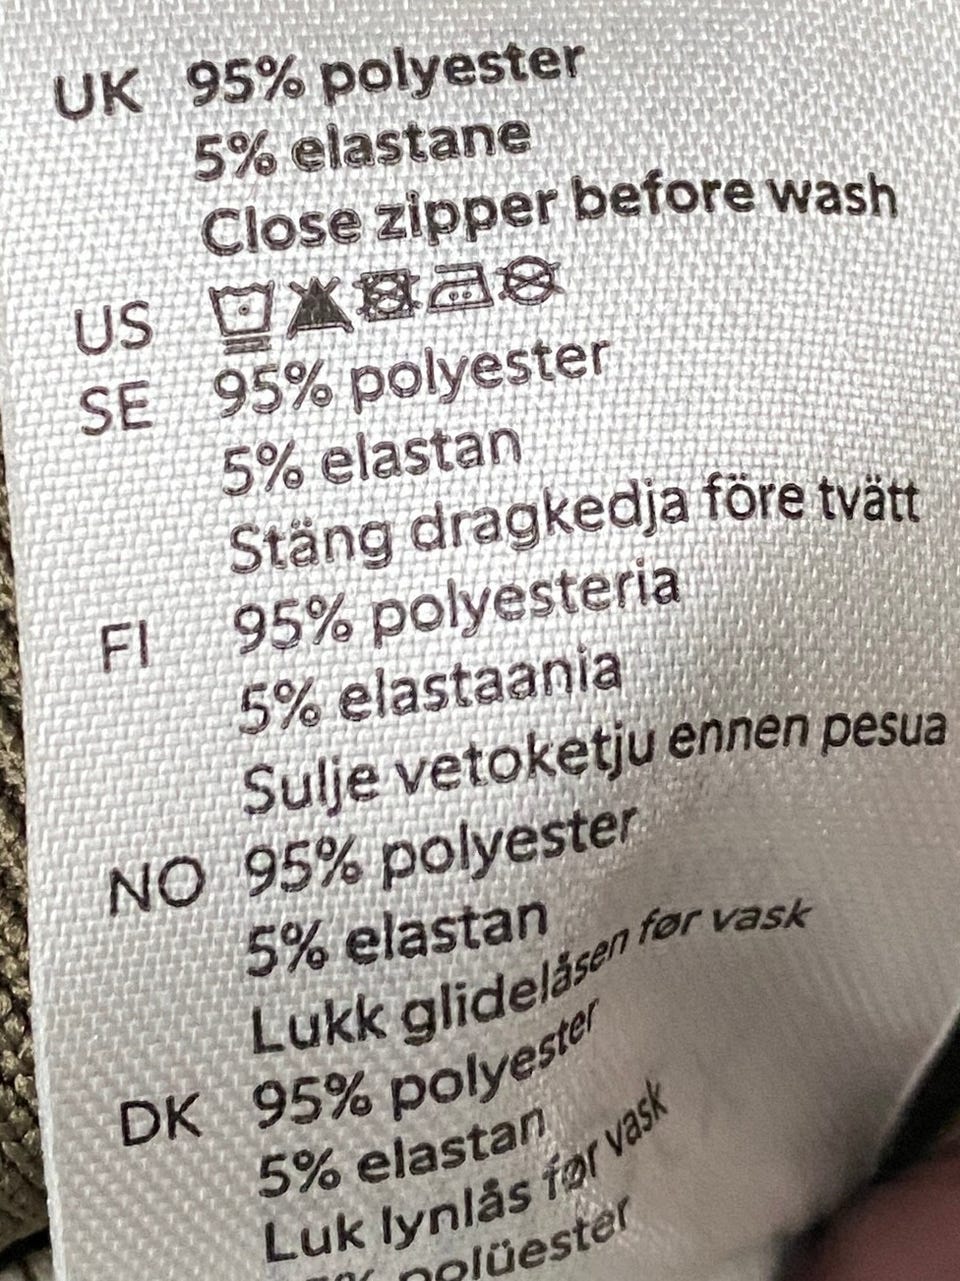 UK 95% polyester
5% elastane
Close zipper before wash
US
SE 95% polyester
5% elastan
Stäng dragkedja före tvätt
FI 95% polyesteria
5% elastaania
Sulje vetoketju ennen pesua
NO 95% polyester
5% elastan
Lukk glidelåsen før vask
DK 95% polyester
5% elastan
Luk lynlås før vask
polüester